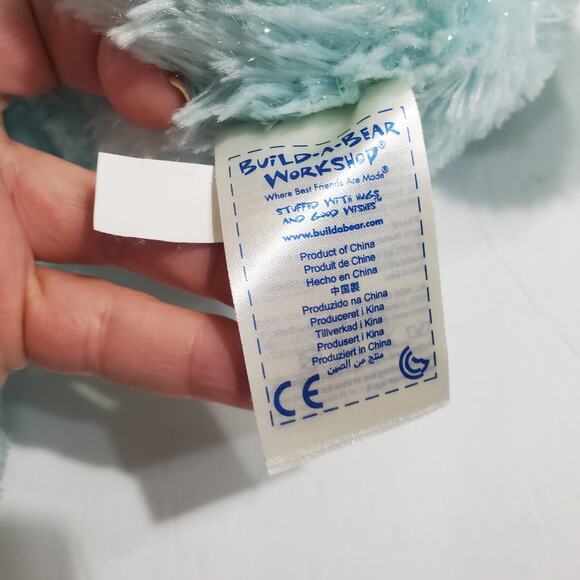 BUILD-A-BEAR
WORKSHOP®
Where Best Friends Are Made®
STUFFED WITH HUGS
AND GOOD WISHES™
www.buildabear.com
Product of China
Produit de Chine
Hecho en China
中国製
Produzido na China
Produceret i Kina
Tillverkad i Kina
Produsert i Kina
Produziert in China
منتج من الصين
CE